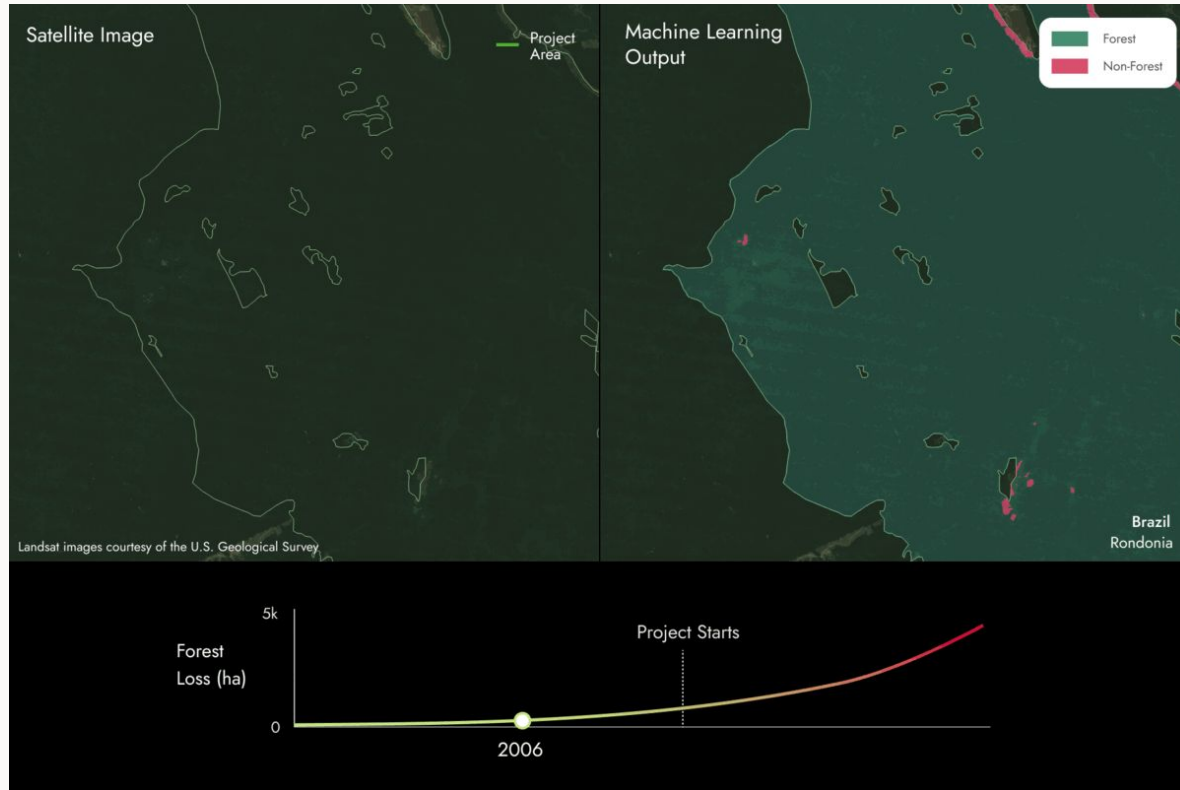 Satellite Image
Project
Area
Landsat images courtesy of the U.S. Geological Survey
Machine Learning
Output
Forest
Non-Forest
Brazil
Rondonia
5k
Forest
Loss (ha)
0
Project Starts
2006